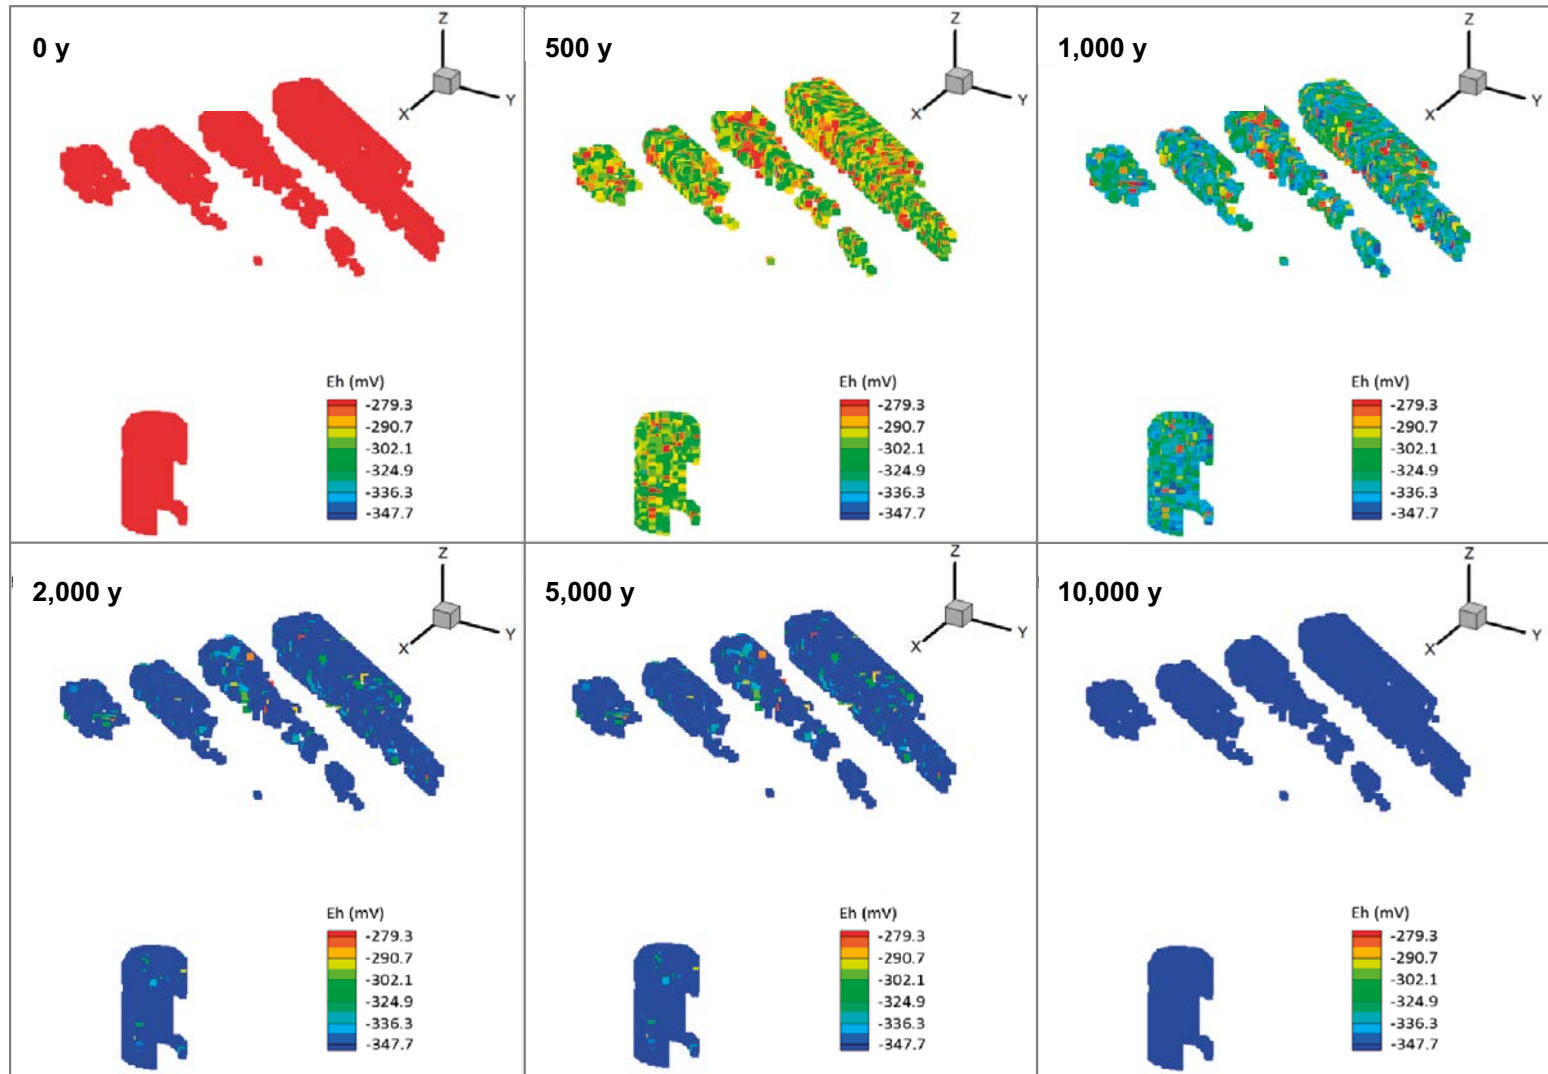 0 y
Z
X
Y
Eh (mV)
-279.3
-290.7
-302.1
-324.9
-336.3
-347.7
500 y
Z
X
Y
Eh (mV)
-279.3
-290.7
-302.1
-324.9
-336.3
-347.7
1,000 y
Z
X
Y
Eh (mV)
-279.3
-290.7
-302.1
-324.9
-336.3
-347.7
2,000 y
Z
X
Y
Eh (mV)
-279.3
-290.7
-302.1
-324.9
-336.3
-347.7
5,000 y
Z
X
Y
Eh (mV)
-279.3
-290.7
-302.1
-324.9
-336.3
-347.7
10,000 y
Z
X
Y
Eh (mV)
-279.3
-290.7
-302.1
-324.9
-336.3
-347.7